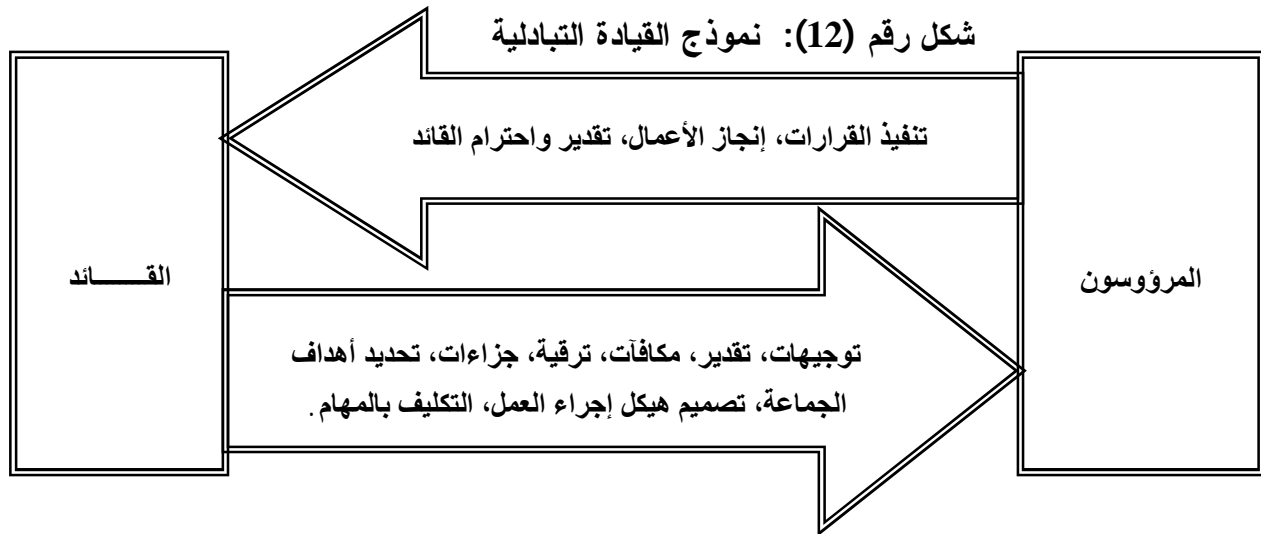 شكل رقم (12): نموذج القيادة التبادلية
تنفيذ القرارات، إنجاز الأعمال، تقدير واحترام القائد
المرؤوسون
القـــــــائد
توجيهات، تقدير، مكافآت، ترقية، جزاءات، تحديد أهداف
الجماعة، تصميم هيكل إجراء العمل، التكليف بالمهام.